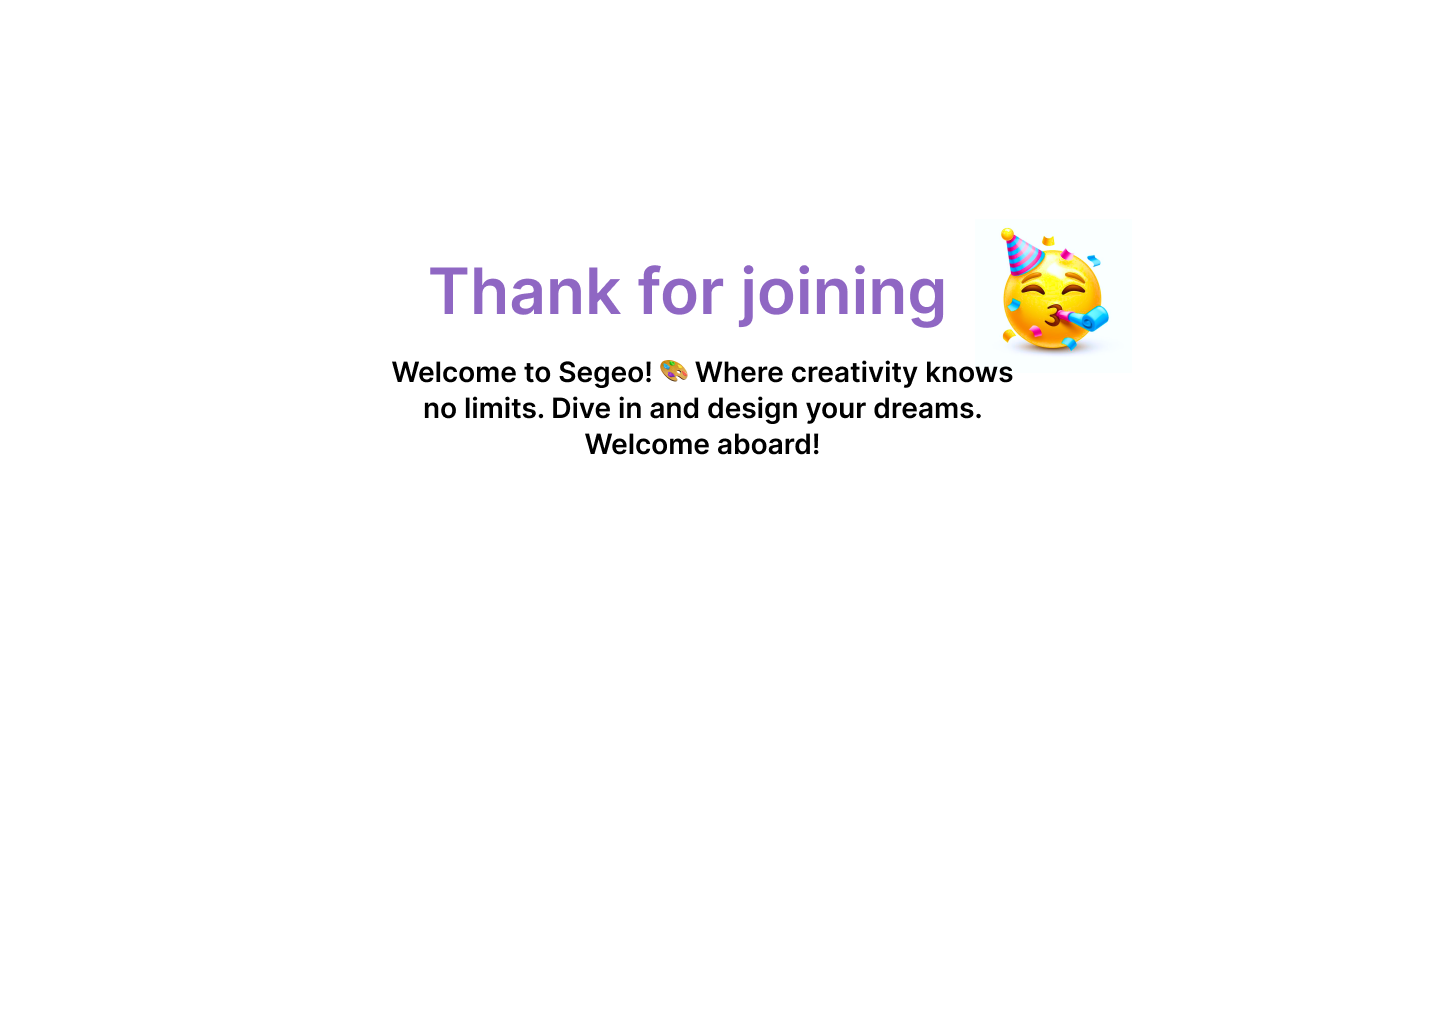 Thank for joining
Welcome to Segeo! 🎨 Where creativity knows
no limits. Dive in and design your dreams.
Welcome aboard!